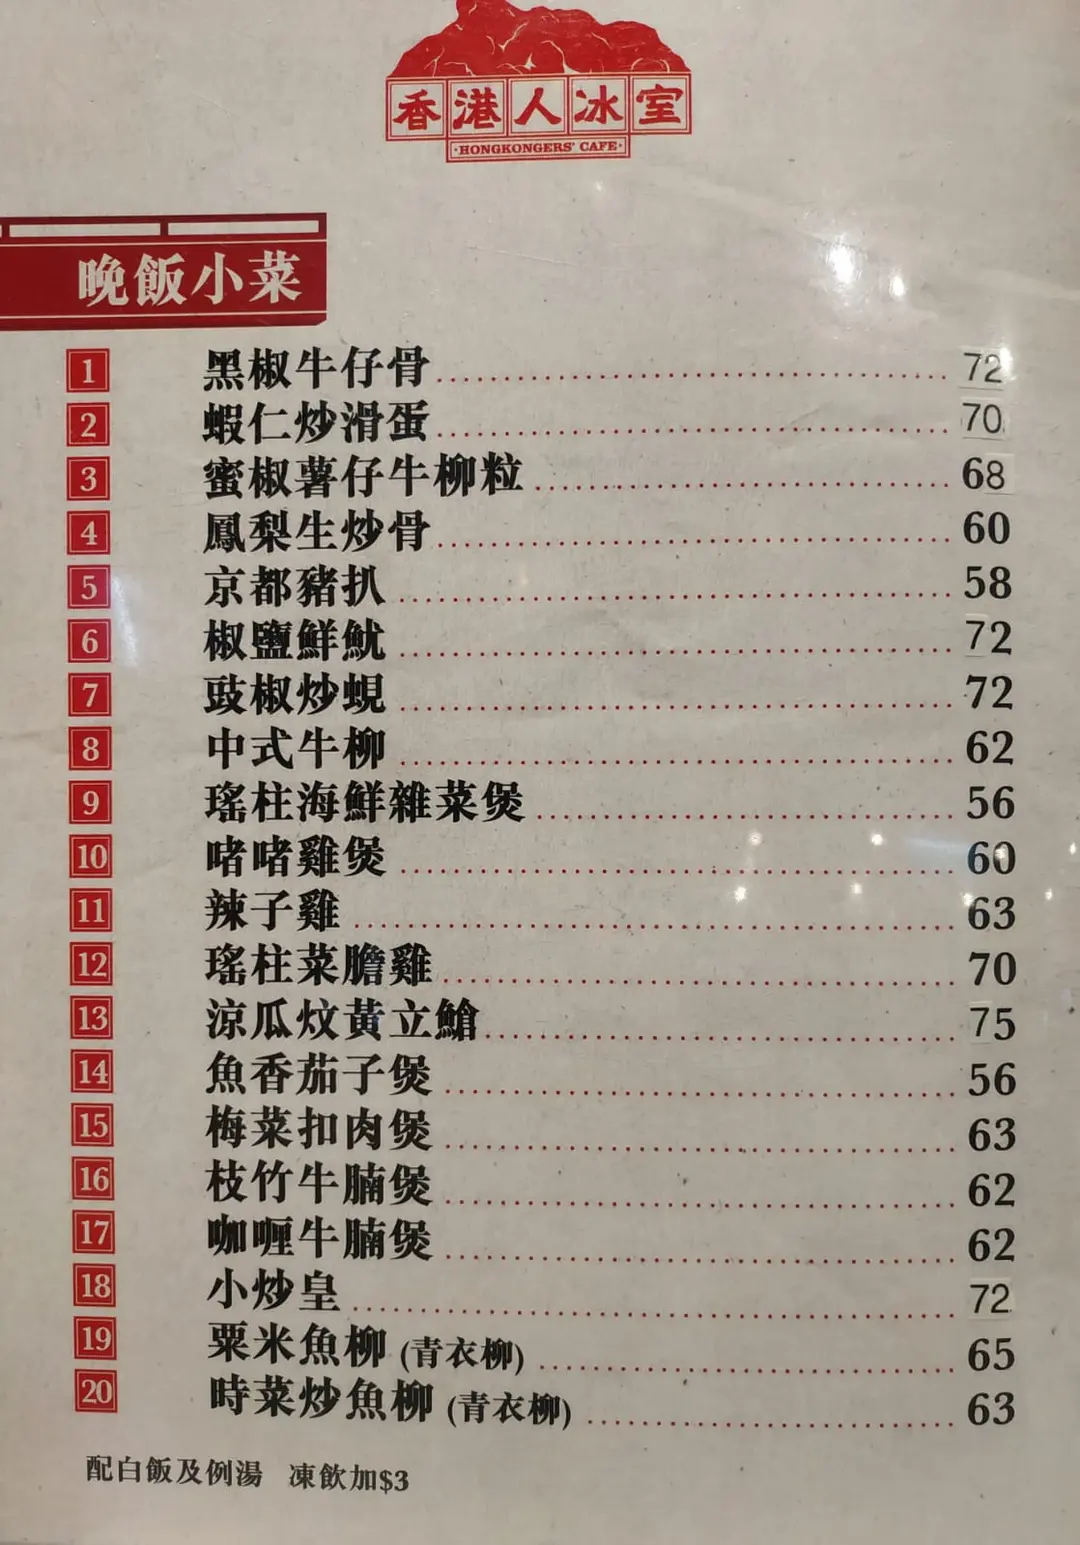 香港人冰室
·HONGKONGERS' CAFE·
晚飯小菜
1 黑椒牛仔骨 72
2 蝦仁炒滑蛋 70
3 蜜椒薯仔牛柳粒 68
4 鳳梨生炒骨 60
5 京都豬扒 58
6 椒鹽鮮魷 72
7 豉椒炒蜆 72
8 中式牛柳 62
9 瑤柱海鮮雜菜煲 56
10 啫啫雞煲 60
11 辣子雞 63
12 瑤柱菜膽雞 70
13 涼瓜炆黃立鱠 75
14 魚香茄子煲 56
15 梅菜扣肉煲 63
16 枝竹牛腩煲 62
17 咖喱牛腩煲 62
18 小炒皇 72
19 粟米魚柳 (青衣柳) 65
20 時菜炒魚柳 (青衣柳) 63
配白飯及例湯 凍飲加$3